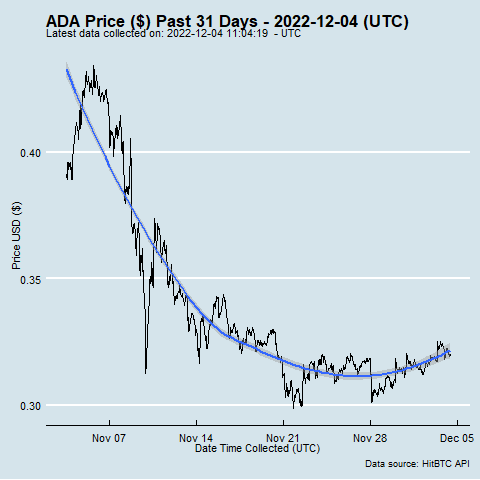 ADA Price ($) Past 31 Days - 2022-12-04 (UTC)
Latest data collected on: 2022-12-04 11:04:19  - UTC
Price USD ($)
0.40
0.35
0.30
Nov 07
Nov 14
Nov 21
Nov 28
Dec 05
Date Time Collected (UTC)
Data source: HitBTC API